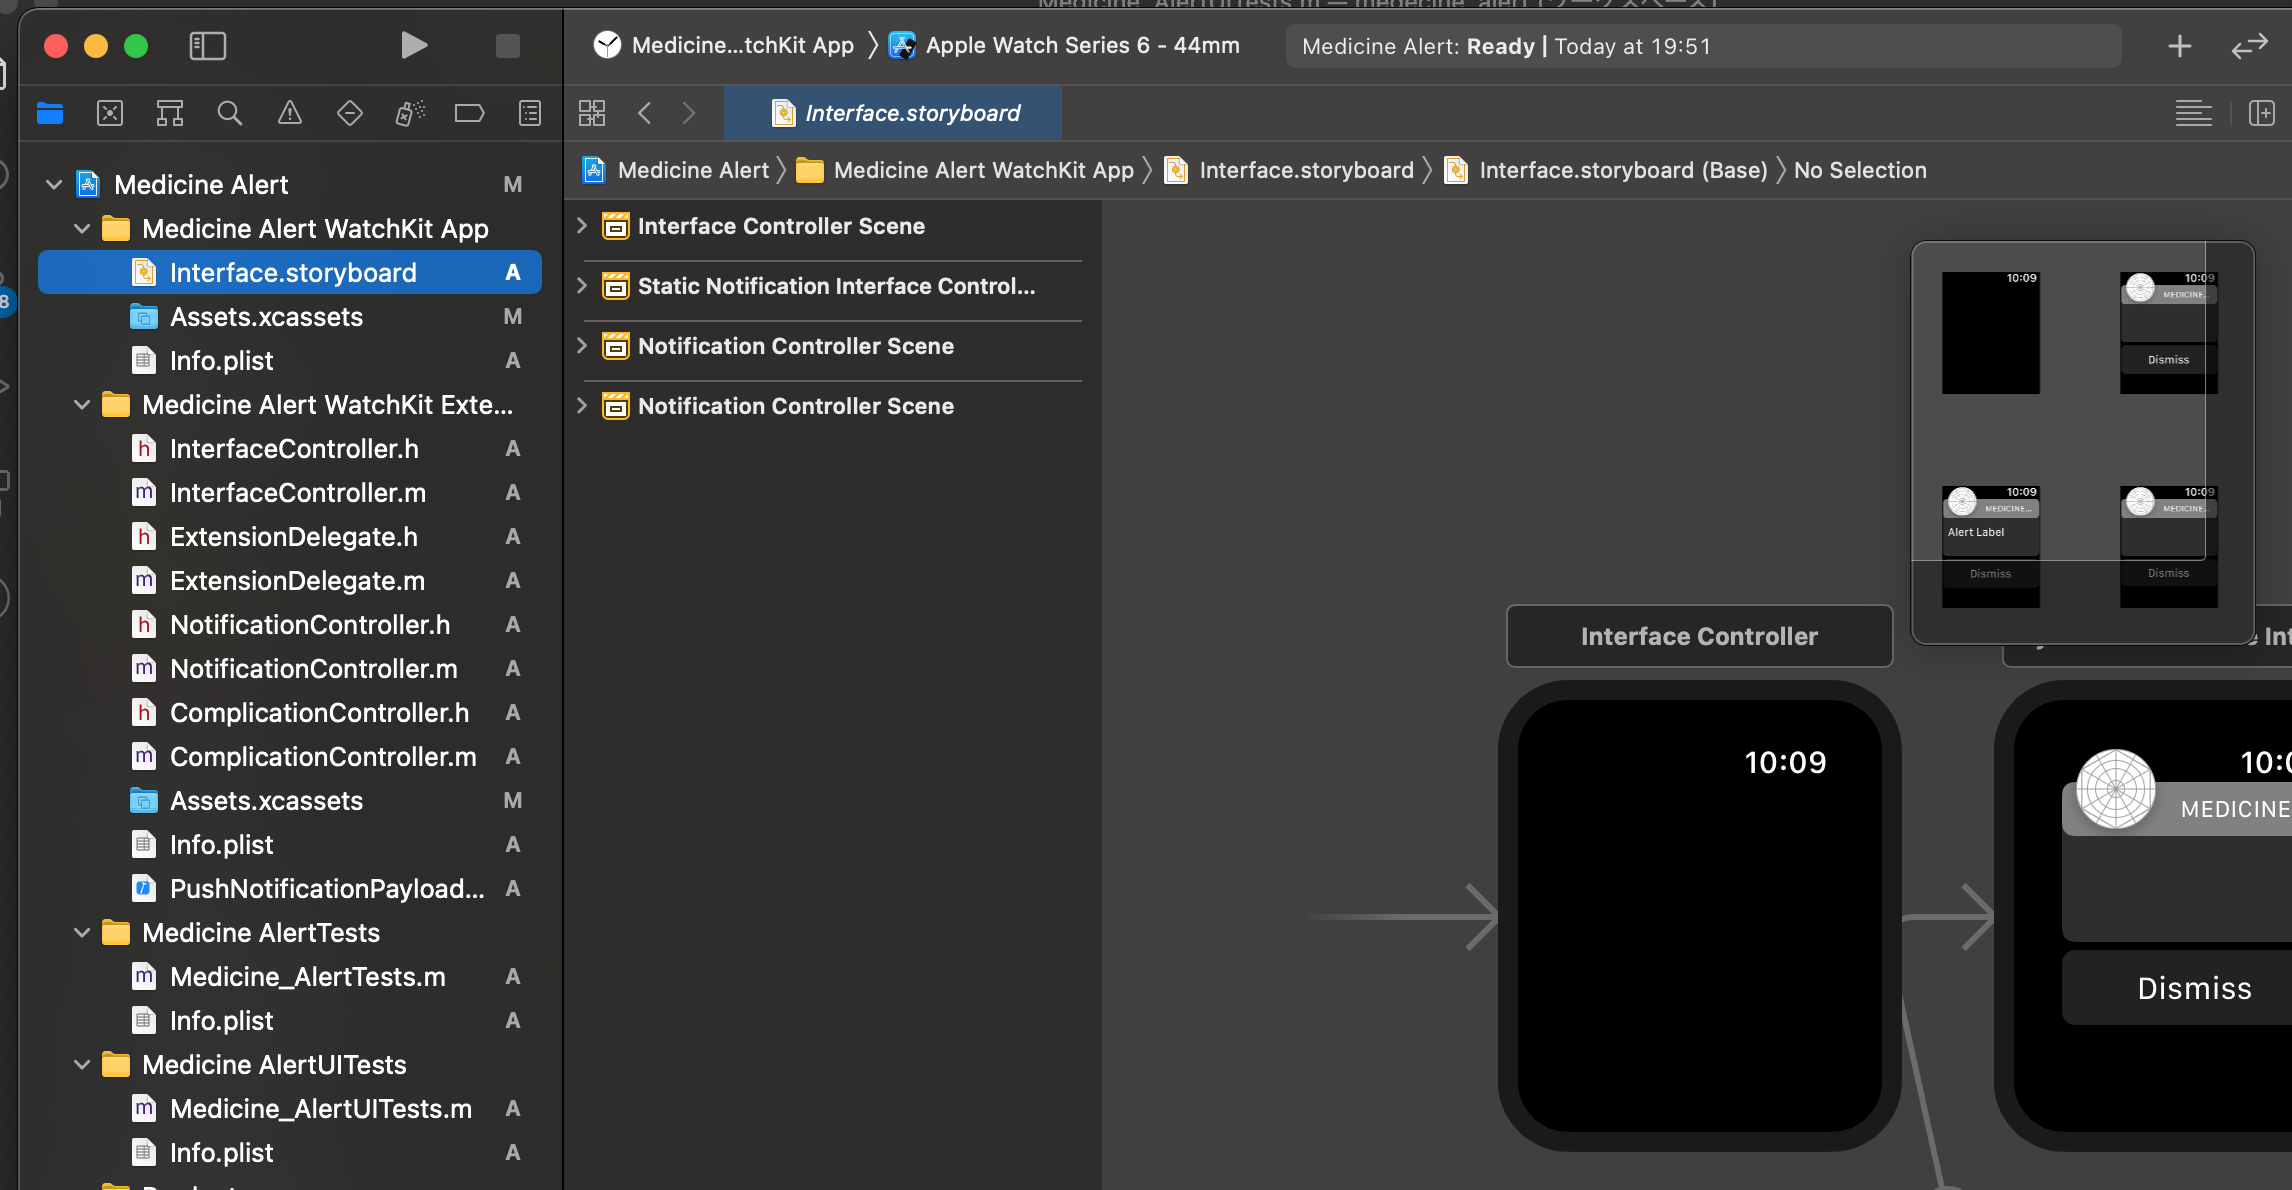 Medicine...tchKit App 〉 Apple Watch Series 6 - 44mm
Medicine Alert: Ready | Today at 19:51
Interface.storyboard
Medicine Alert 〉 Medicine Alert WatchKit App 〉 Interface.storyboard 〉 Interface.storyboard (Base) 〉 No Selection
Medicine Alert M
Medicine Alert WatchKit App
Interface.storyboard A
Assets.xcassets M
Info.plist A
Medicine Alert WatchKit Exte...
InterfaceController.h A
InterfaceController.m A
ExtensionDelegate.h A
ExtensionDelegate.m A
NotificationController.h A
NotificationController.m A
ComplicationController.h A
ComplicationController.m A
Assets.xcassets M
Info.plist A
PushNotificationPayload... A
Medicine AlertTests
Medicine_AlertTests.m A
Info.plist A
Medicine AlertUITests
Medicine_AlertUITests.m A
Info.plist A
Interface Controller Scene
Static Notification Interface Control...
Notification Controller Scene
Notification Controller Scene
10:09
10:09
MEDICINE...
Dismiss
10:09
MEDICINE...
Alert Label
Dismiss
10:09
MEDICINE...
Dismiss
Interface Controller
10:09
10:0
MEDICINE
Dismiss
8